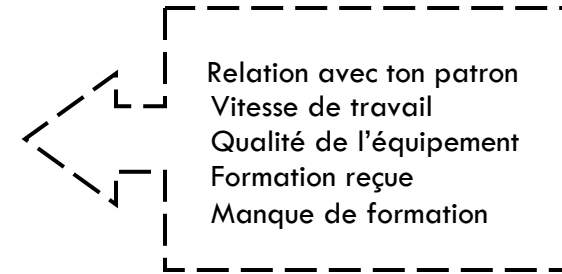 Relation avec ton patron
Vitesse de travail
Qualité de l'équipement
Formation reçue
Manque de formation